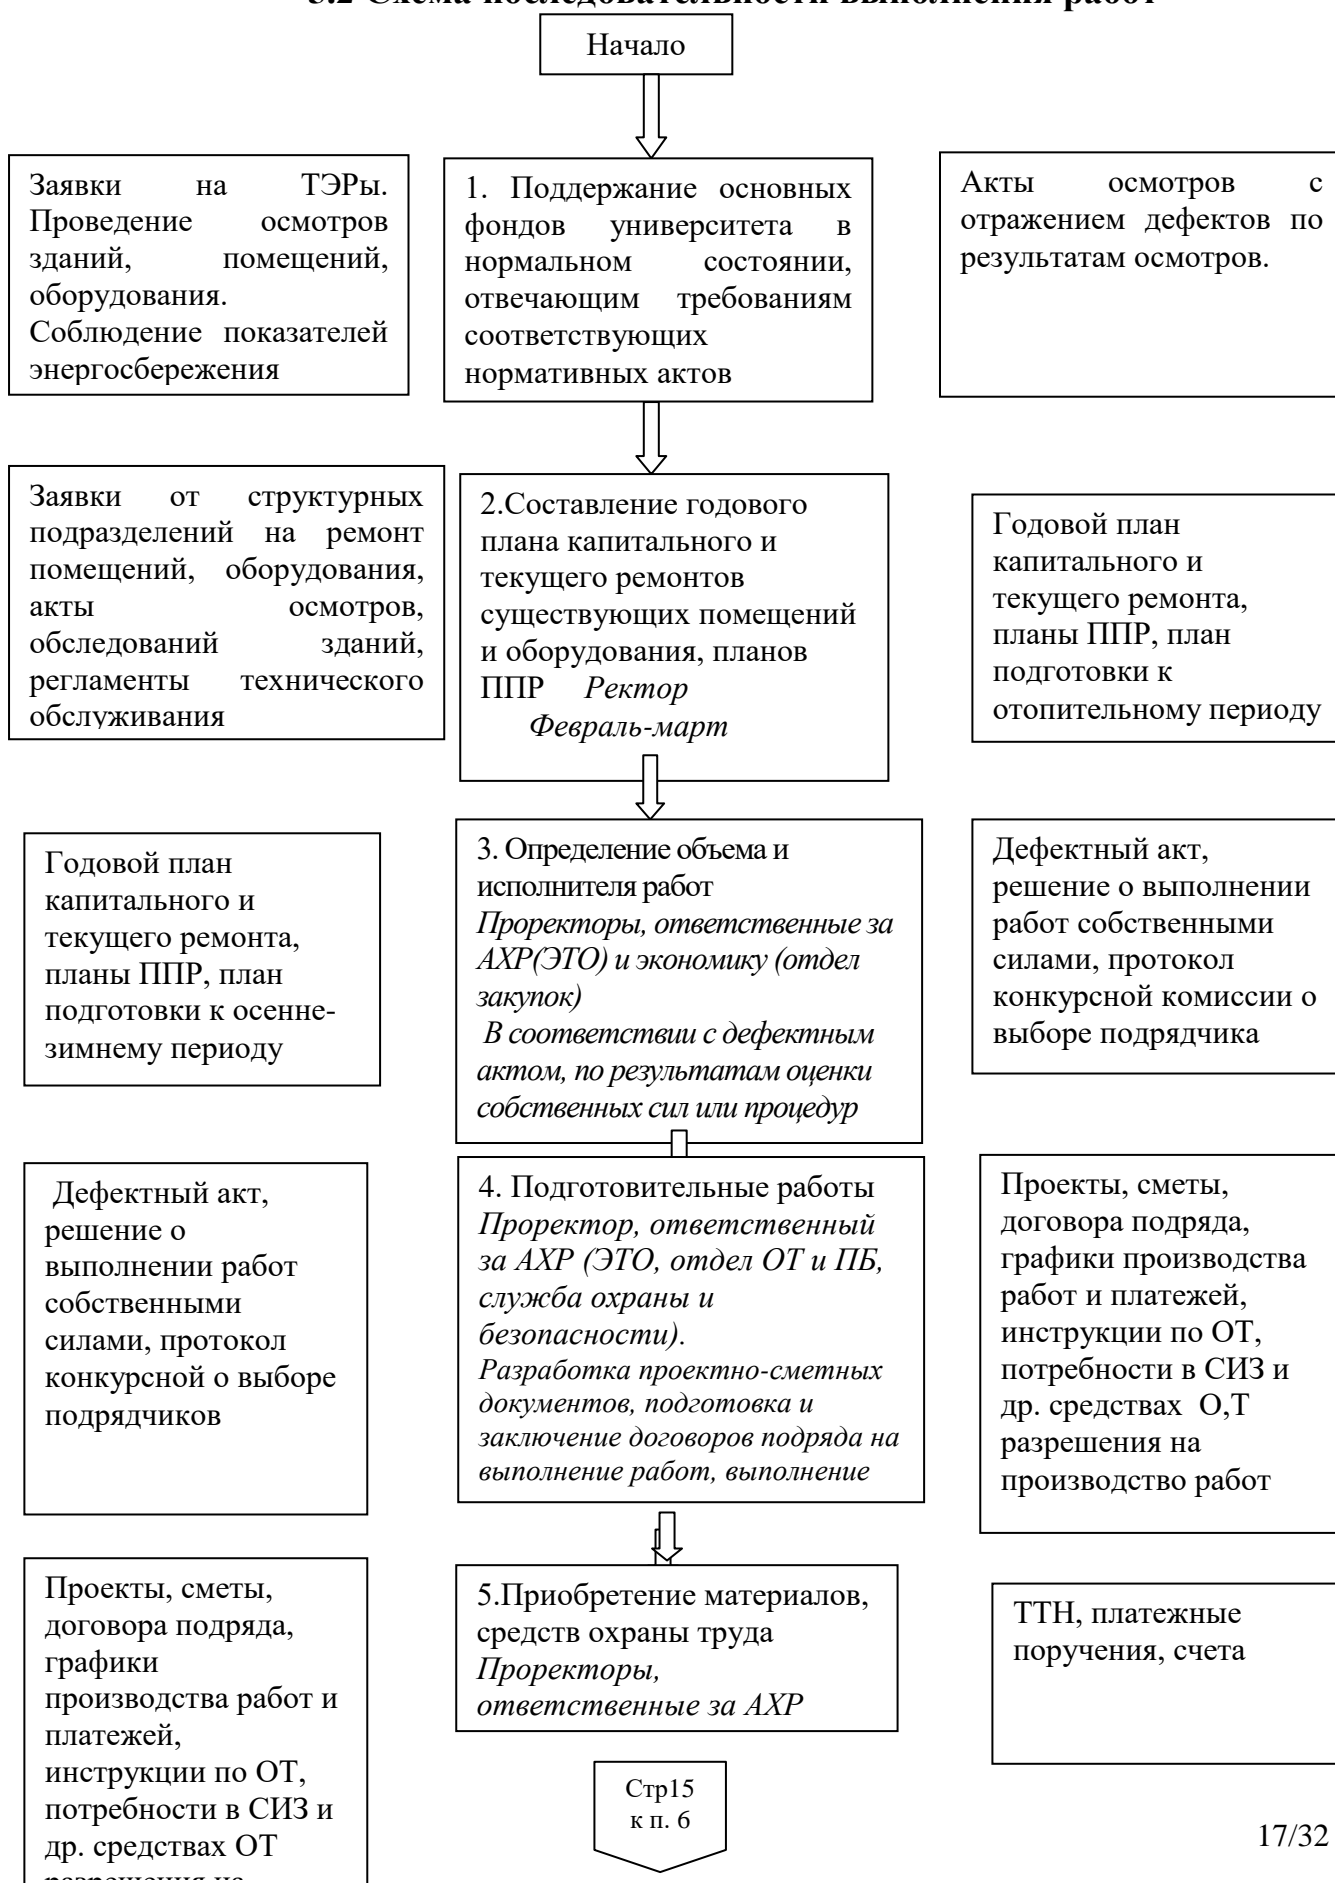 5.2 Схема последовательности выполнения работ
Начало
Заявки на ТЭРы.
Проведение осмотров
зданий, помещений,
оборудования.
Соблюдение показателей
энергосбережения
1. Поддержание основных
фондов университета в
нормальном состоянии,
отвечающим требованиям
соответствующих
нормативных актов
Акты осмотров с
отражением дефектов по
результатам осмотров.
Заявки от структурных
подразделений на ремонт
помещений, оборудования,
акты осмотров,
обследований зданий,
регламенты технического
обслуживания
2.Составление годового
плана капитального и
текущего ремонтов
существующих помещений
и оборудования, планов
ППР Ректор
Февраль-март
Годовой план
капитального и
текущего ремонта,
планы ППР, план
подготовки к
отопительному периоду
Годовой план
капитального и
текущего ремонта,
планы ППР, план
подготовки к осенне-
зимнему периоду
3. Определение объема и
исполнителя работ
Проректоры, ответственные за
АХР(ЭТО) и экономику (отдел
закупок)
В соответствии с дефектным
актом, по результатам оценки
собственных сил или процедур
Дефектный акт,
решение о выполнении
работ собственными
силами, протокол
конкурсной комиссии о
выборе подрядчика
Дефектный акт,
решение о
выполнении работ
собственными
силами, протокол
конкурсной о выборе
подрядчиков
4. Подготовительные работы
Проректор, ответственный
за АХР (ЭТО, отдел ОТ и ПБ,
служба охраны и
безопасности).
Разработка проектно-сметных
документов, подготовка и
заключение договоров подряда на
выполнение работ, выполнение
Проекты, сметы,
договора подряда,
графики производства
работ и платежей,
инструкции по ОТ,
потребности в СИЗ и
др. средствах О,Т
разрешения на
производство работ
Проекты, сметы,
договора подряда,
графики
производства работ и
платежей,
инструкции по ОТ,
потребности в СИЗ и
др. средствах ОТ
разрешения на
5.Приобретение материалов,
средств охраны труда
Проректоры,
ответственные за АХР
ТТН, платежные
поручения, счета
Стр15
к п. 6
17/32